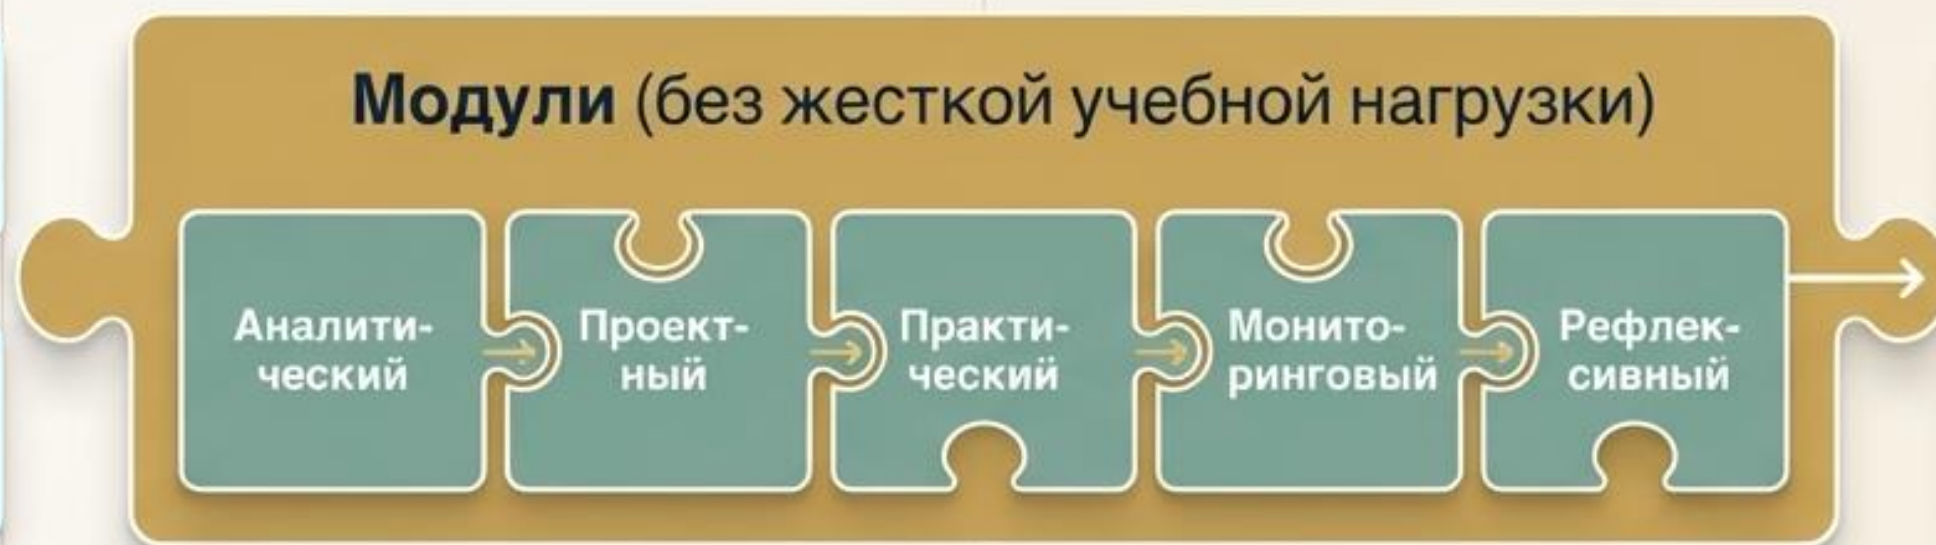 Модули (без жесткой учебной нагрузки)
Аналити-
ческий
Проект-
ный
Практи-
ческий
Монито-
ринговый
Рефлек-
сивный